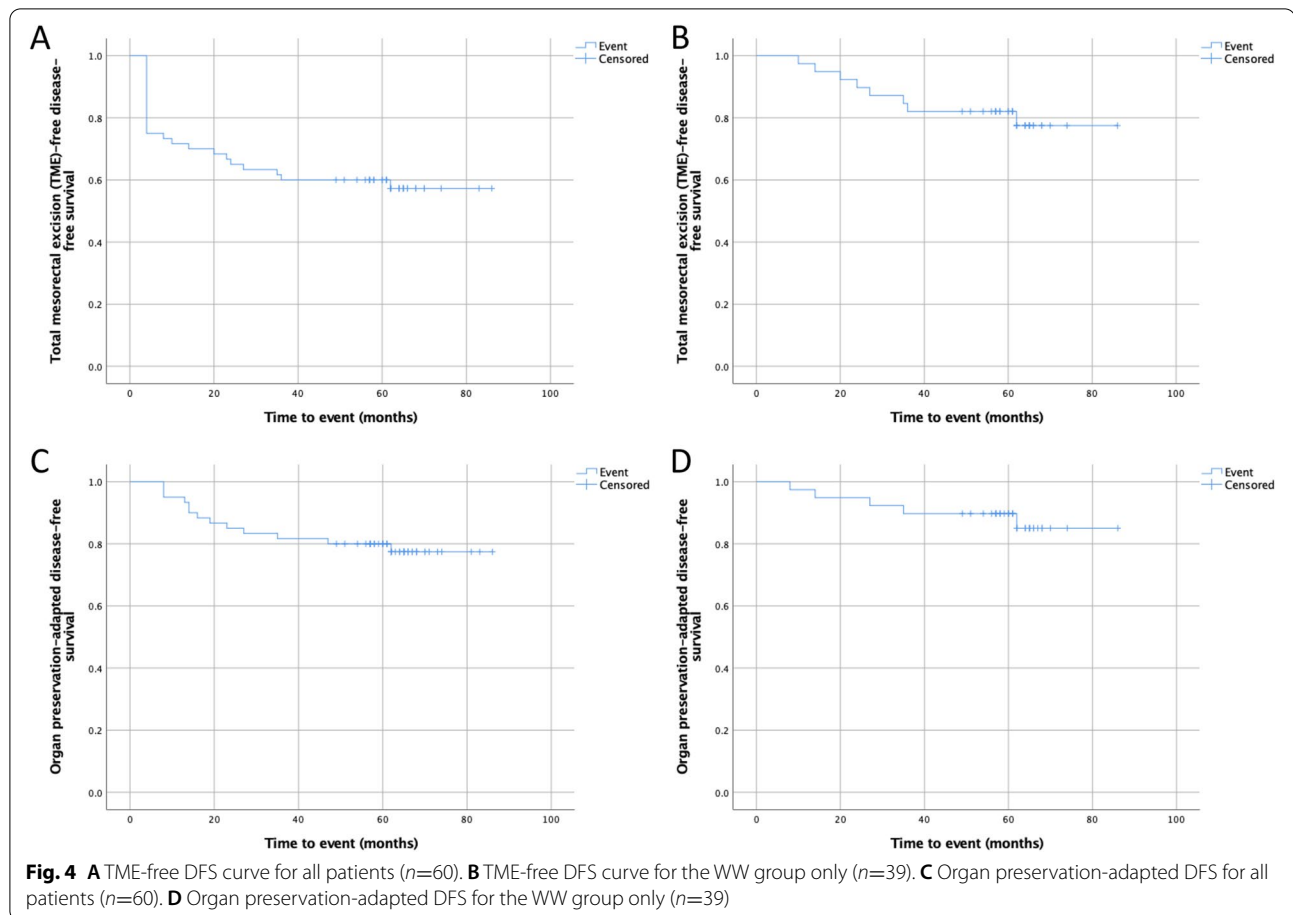 A
Event
Censored
Total mesorectal excision (TME)-free disease-
free survival
1.0
0.8
0.6
0.4
0.2
0.0
0 20 40 60 80 100
Time to event (months)
B
Event
Censored
Total mesorectal excision (TME)-free disease-
free survival
1.0
0.8
0.6
0.4
0.2
0.0
0 20 40 60 80 100
Time to event (months)
C
Event
Censored
Organ preservation-adapted disease-free
survival
1.0
0.8
0.6
0.4
0.2
0.0
0 20 40 60 80 100
Time to event (months)
D
Event
Censored
Organ preservation-adapted disease-free
survival
1.0
0.8
0.6
0.4
0.2
0.0
0 20 40 60 80 100
Time to event (months)
Fig. 4 A TME-free DFS curve for all patients (n=60). B TME-free DFS curve for the WW group only (n=39). C Organ preservation-adapted DFS for all
patients (n=60). D Organ preservation-adapted DFS for the WW group only (n=39)